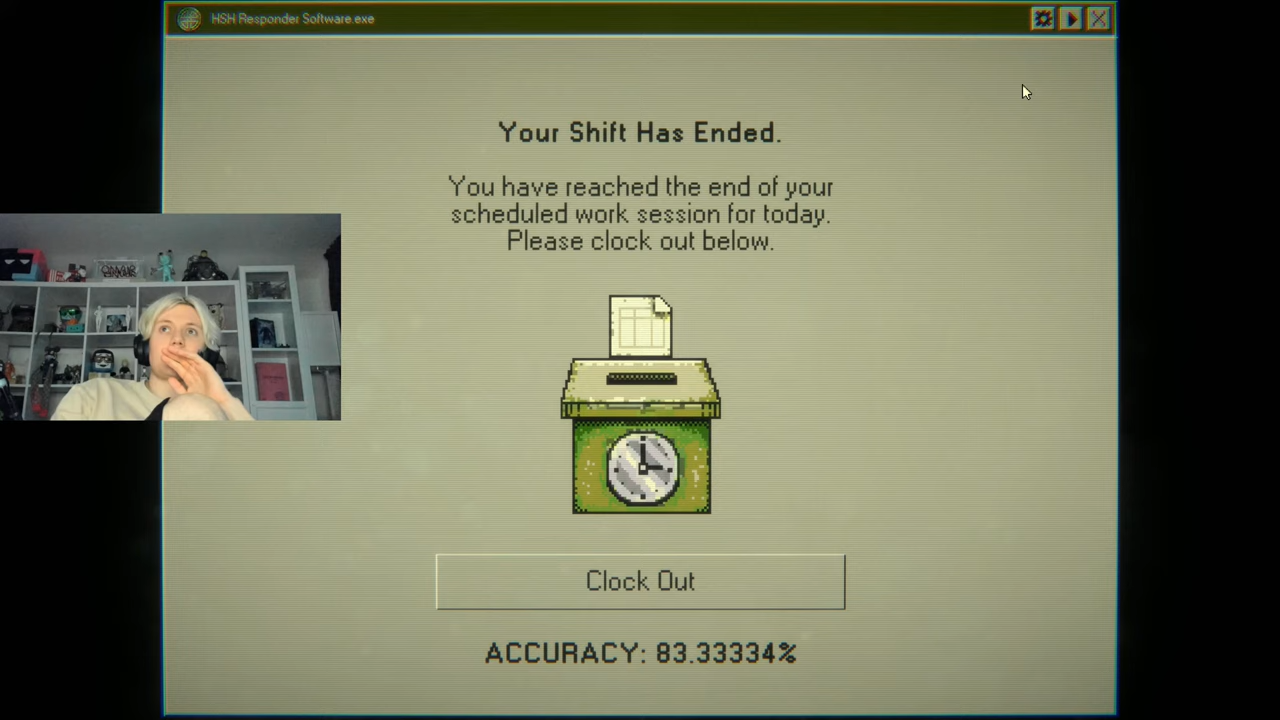 HSH Responder Software.exe
Your Shift Has Ended.
You have reached the end of your
scheduled work session for today.
Please clock out below.
Clock Out
ACCURACY: 83.33334%